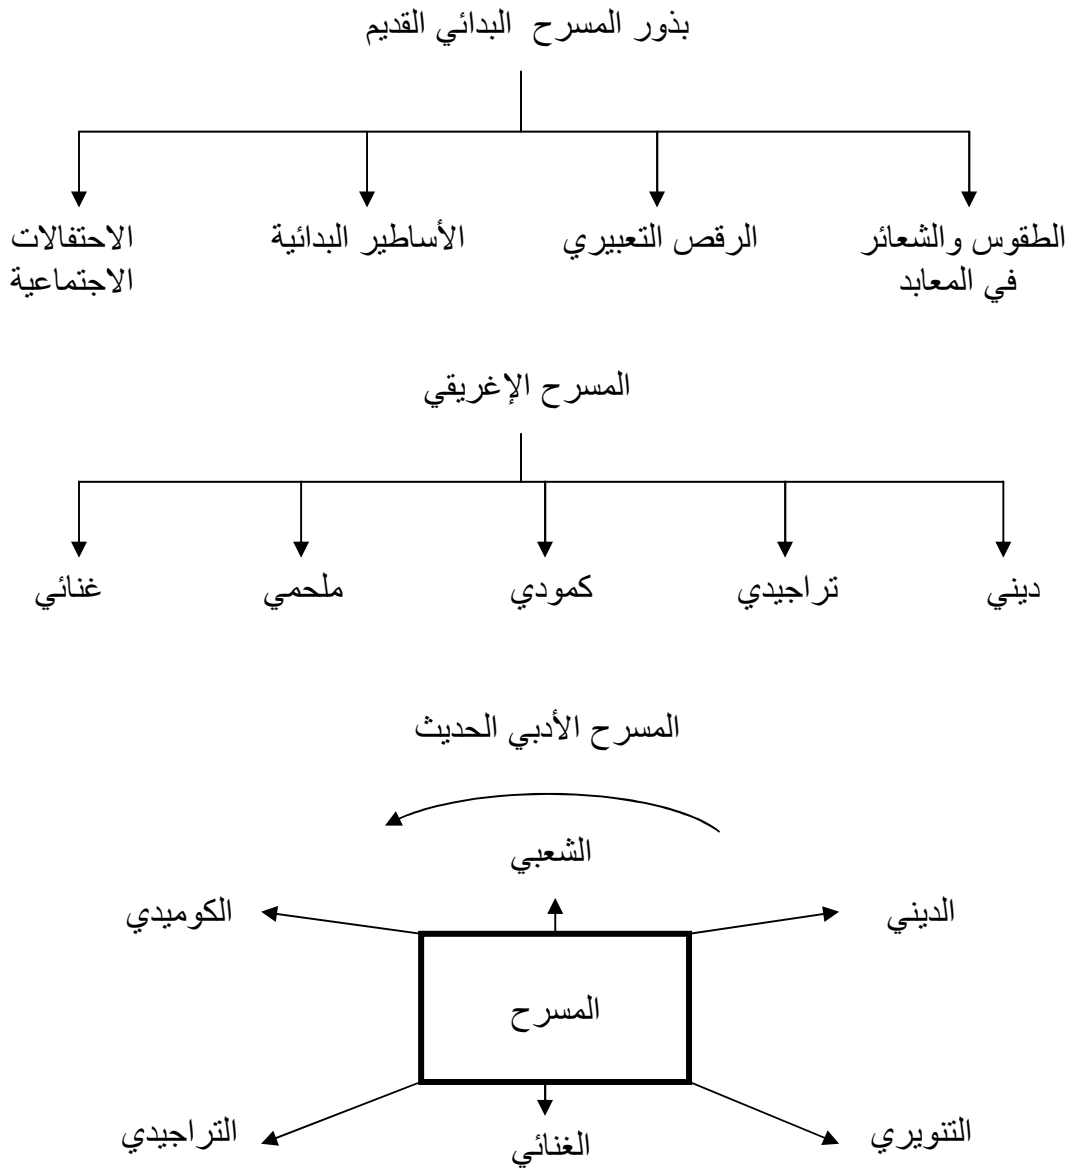 بذور المسرح البدائي القديم
الطقوس والشعائر
في المعابد
الرقص التعبيري
الأساطير البدائية
الاحتفالات
الاجتماعية
المسرح الإغريقي
ديني
تراجيدي
كمودي
ملحمي
غنائي
المسرح الأدبي الحديث
الشعبي
الديني
الكوميدي
المسرح
التنويري
الغنائي
التراجيدي